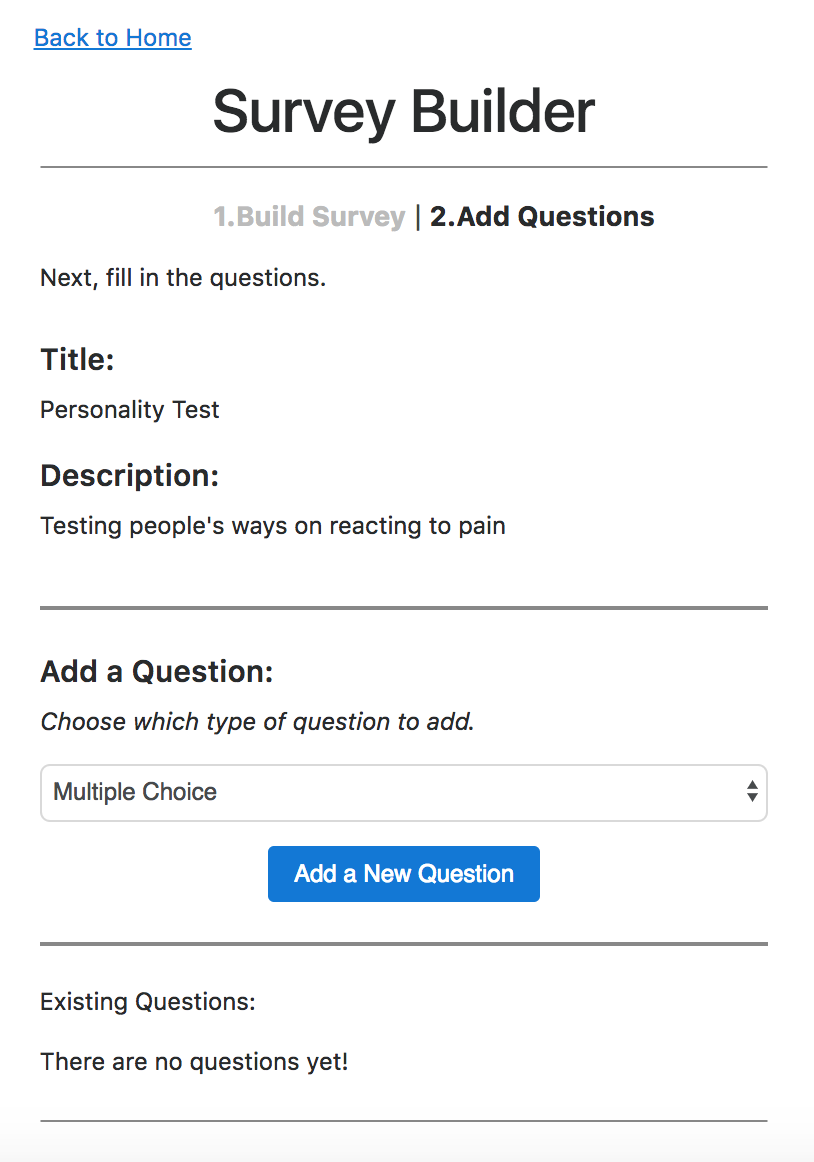 Back to Home
Survey Builder
1.Build Survey | 2.Add Questions
Next, fill in the questions.
Title:
Personality Test
Description:
Testing people's ways on reacting to pain
Add a Question:
Choose which type of question to add.
Multiple Choice
Add a New Question
Existing Questions:
There are no questions yet!